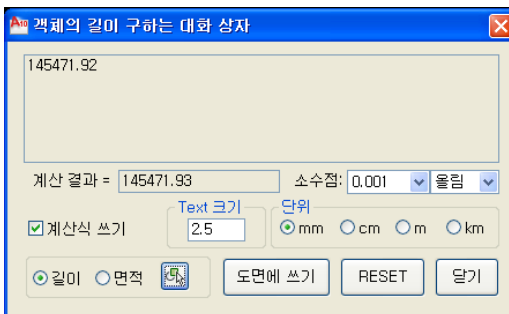 A10 객체의 길이 구하는 대화 상자
145471.92
계산 결과 = 145471.93 소수점: 0.001 올림
계산식 쓰기 Text 크기 2.5 단위 mm cm m km
길이 면적 도면에 쓰기 RESET 닫기